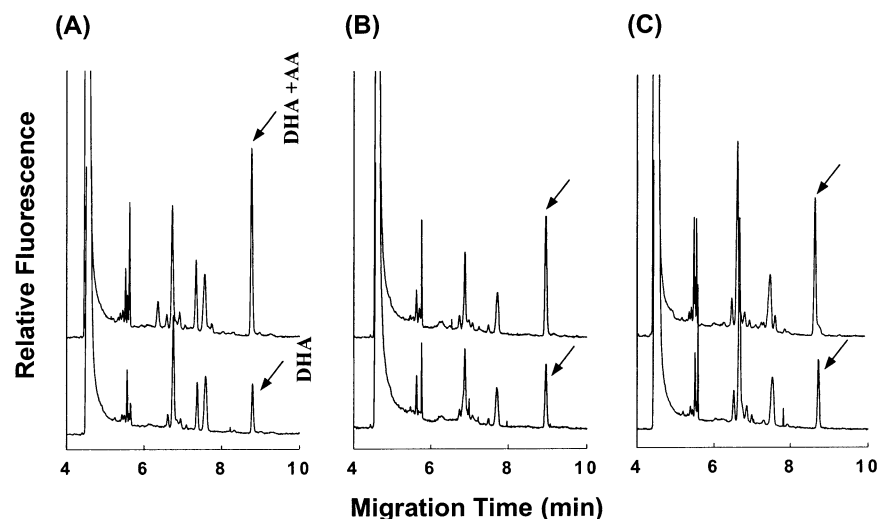 (A)
(B)
(C)
DHA +AA
DHA
Relative Fluorescence
4 6 8 10
4 6 8 10
4 6 8 10
Migration Time (min)